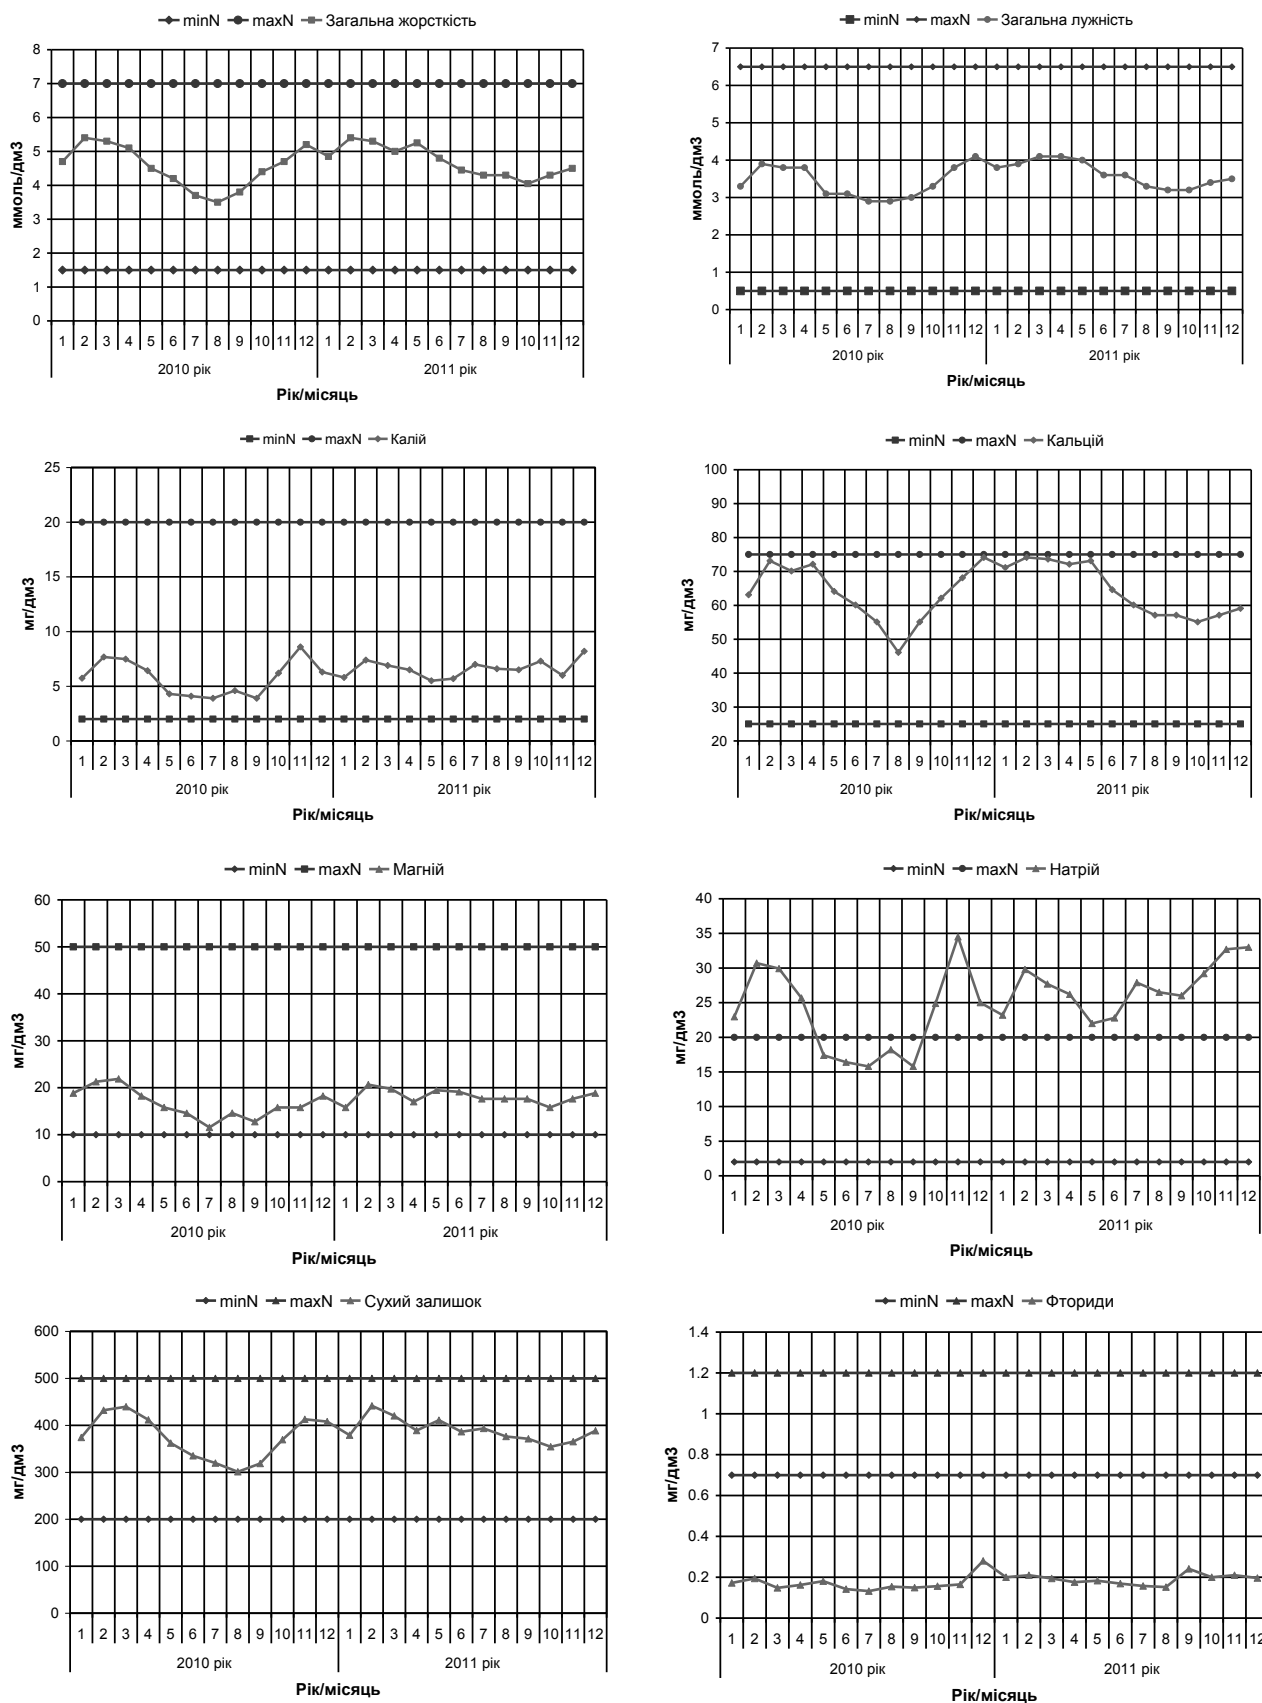 minN maxN Загальна жорсткість
8
7
6
5
4
3
2
1
0
ммоль/дм3
1 2 3 4 5 6 7 8 9 10 11 12 1 2 3 4 5 6 7 8 9 10 11 12
2010 рік 2011 рік
Рік/місяць
minN maxN Загальна лужність
7
6
5
4
3
2
1
0
ммоль/дм3
1 2 3 4 5 6 7 8 9 10 11 12 1 2 3 4 5 6 7 8 9 10 11 12
2010 рік 2011 рік
Рік/місяць
minN maxN Калій
25
20
15
10
5
0
мг/дм3
1 2 3 4 5 6 7 8 9 10 11 12 1 2 3 4 5 6 7 8 9 10 11 12
2010 рік 2011 рік
Рік/місяць
minN maxN Кальцій
100
90
80
70
60
50
40
30
20
мг/дм3
1 2 3 4 5 6 7 8 9 10 11 12 1 2 3 4 5 6 7 8 9 10 11 12
2010 рік 2011 рік
Рік/місяць
minN maxN Магній
60
50
40
30
20
10
0
мг/дм3
1 2 3 4 5 6 7 8 9 10 11 12 1 2 3 4 5 6 7 8 9 10 11 12
2010 рік 2011 рік
Рік/місяць
minN maxN Натрій
40
35
30
25
20
15
10
5
0
мг/дм3
1 2 3 4 5 6 7 8 9 10 11 12 1 2 3 4 5 6 7 8 9 10 11 12
2010 рік 2011 рік
Рік/місяць
minN maxN Сухий залишок
600
500
400
300
200
100
0
мг/дм3
1 2 3 4 5 6 7 8 9 10 11 12 1 2 3 4 5 6 7 8 9 10 11 12
2010 рік 2011 рік
Рік/місяць
minN maxN Фториди
1.4
1.2
1
0.8
0.6
0.4
0.2
0
мг/дм3
1 2 3 4 5 6 7 8 9 10 11 12 1 2 3 4 5 6 7 8 9 10 11 12
2010 рік 2011 рік
Рік/місяць